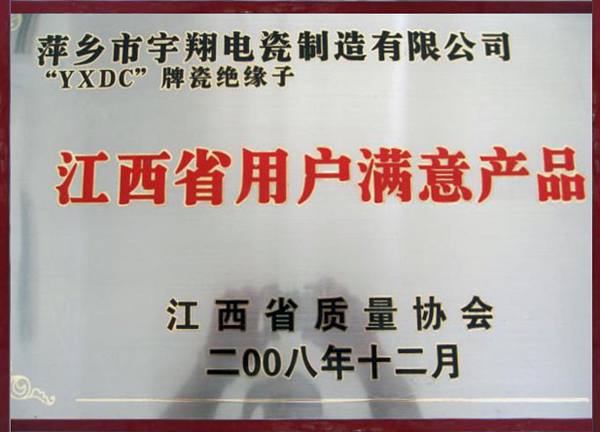 萍乡市宇翔电瓷制造有限公司
“YXDC”牌瓷绝缘子
江西省用户满意产品
江西省质量协会
二00八年十二月